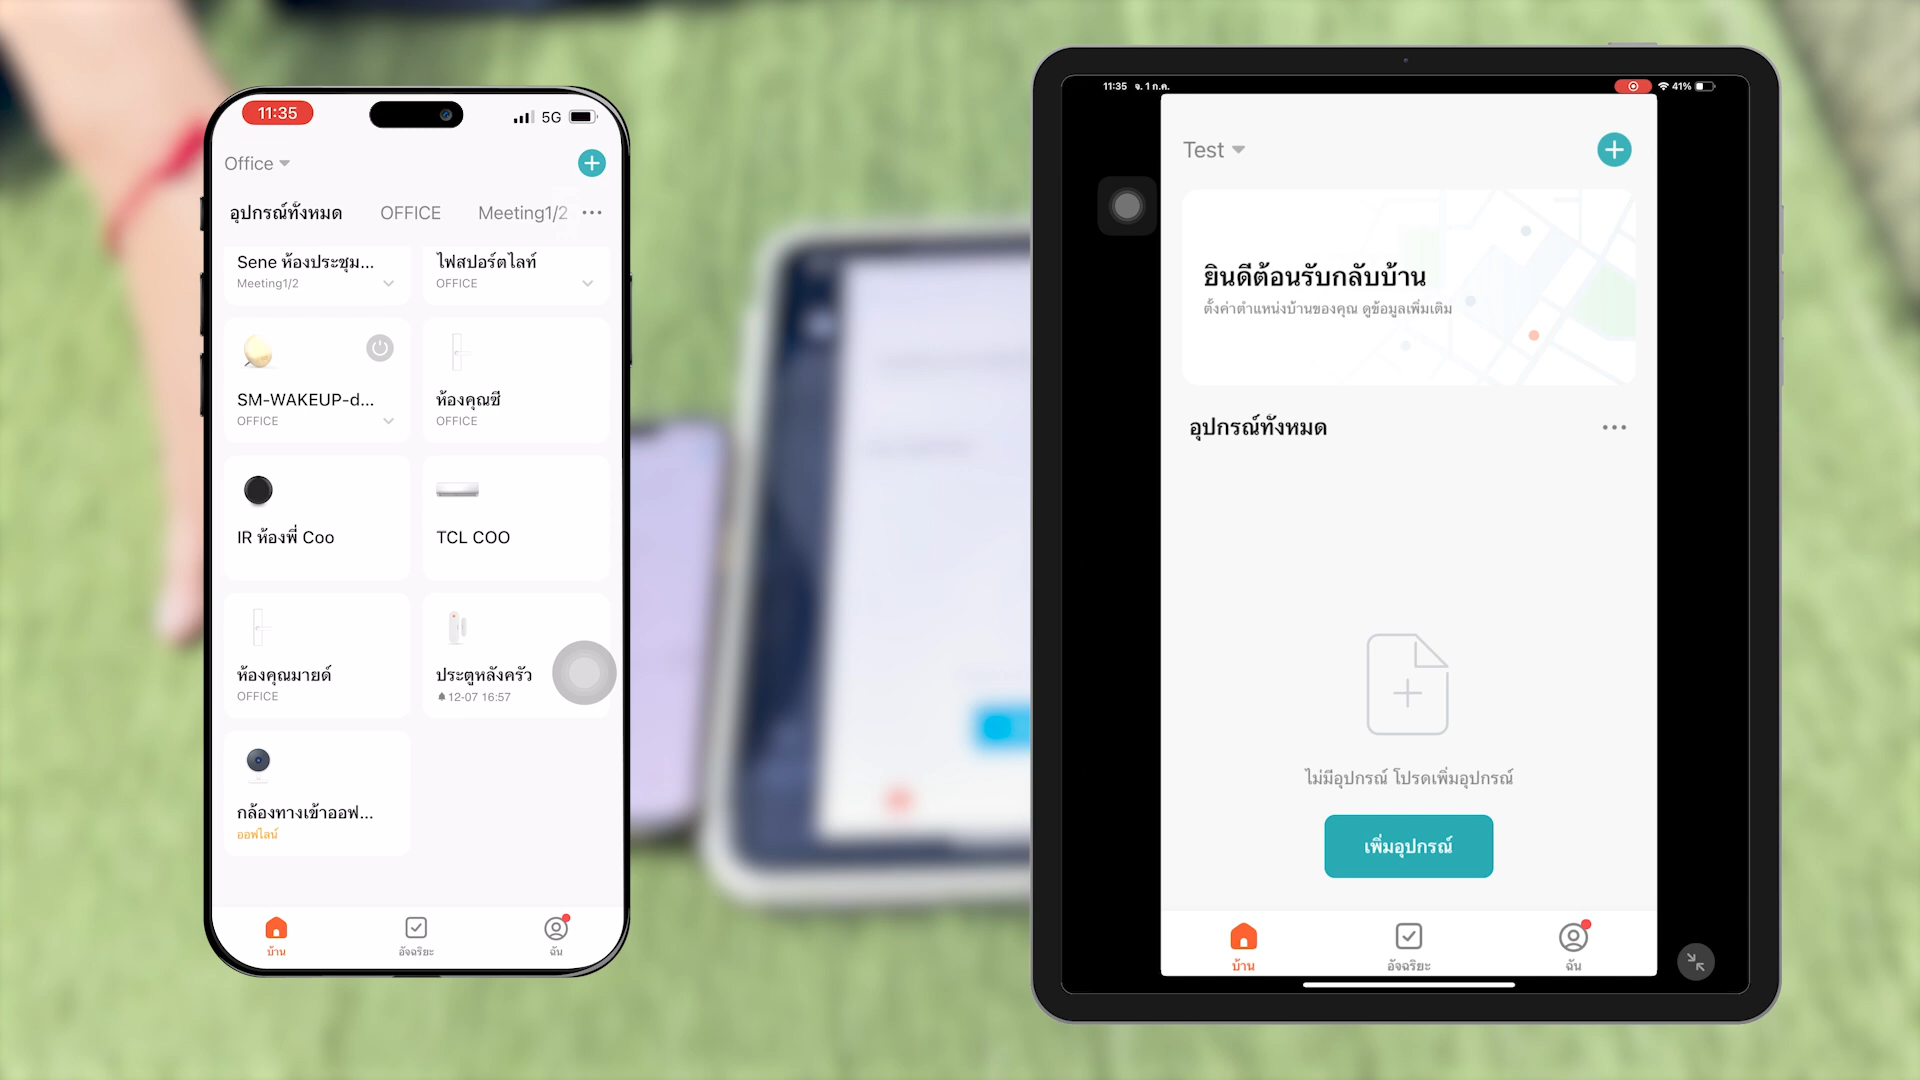 11:35
5G
Office
อุปกรณ์ทั้งหมด OFFICE Meeting1/2
Sene ห้องประชุม...
Meeting1/2
ไฟสปอร์ตไลท์
OFFICE
SM-WAKEUP-d...
OFFICE
ห้องคุณซี
OFFICE
IR ห้องพี่ Coo
TCL COO
ห้องคุณมายด์
OFFICE
ประตูหลังครัว
12-07 16:57
กล้องทางเข้าออฟ...
ออฟไลน์
บ้าน
อัจฉริยะ
ฉัน
11:35 จ. 1 ก.ค.
41%
Test
ยินดีต้อนรับกลับบ้าน
ตั้งค่าตำแหน่งบ้านของคุณ ดูข้อมูลเพิ่มเติม
อุปกรณ์ทั้งหมด
ไม่มีอุปกรณ์ โปรดเพิ่มอุปกรณ์
เพิ่มอุปกรณ์
บ้าน
อัจฉริยะ
ฉัน